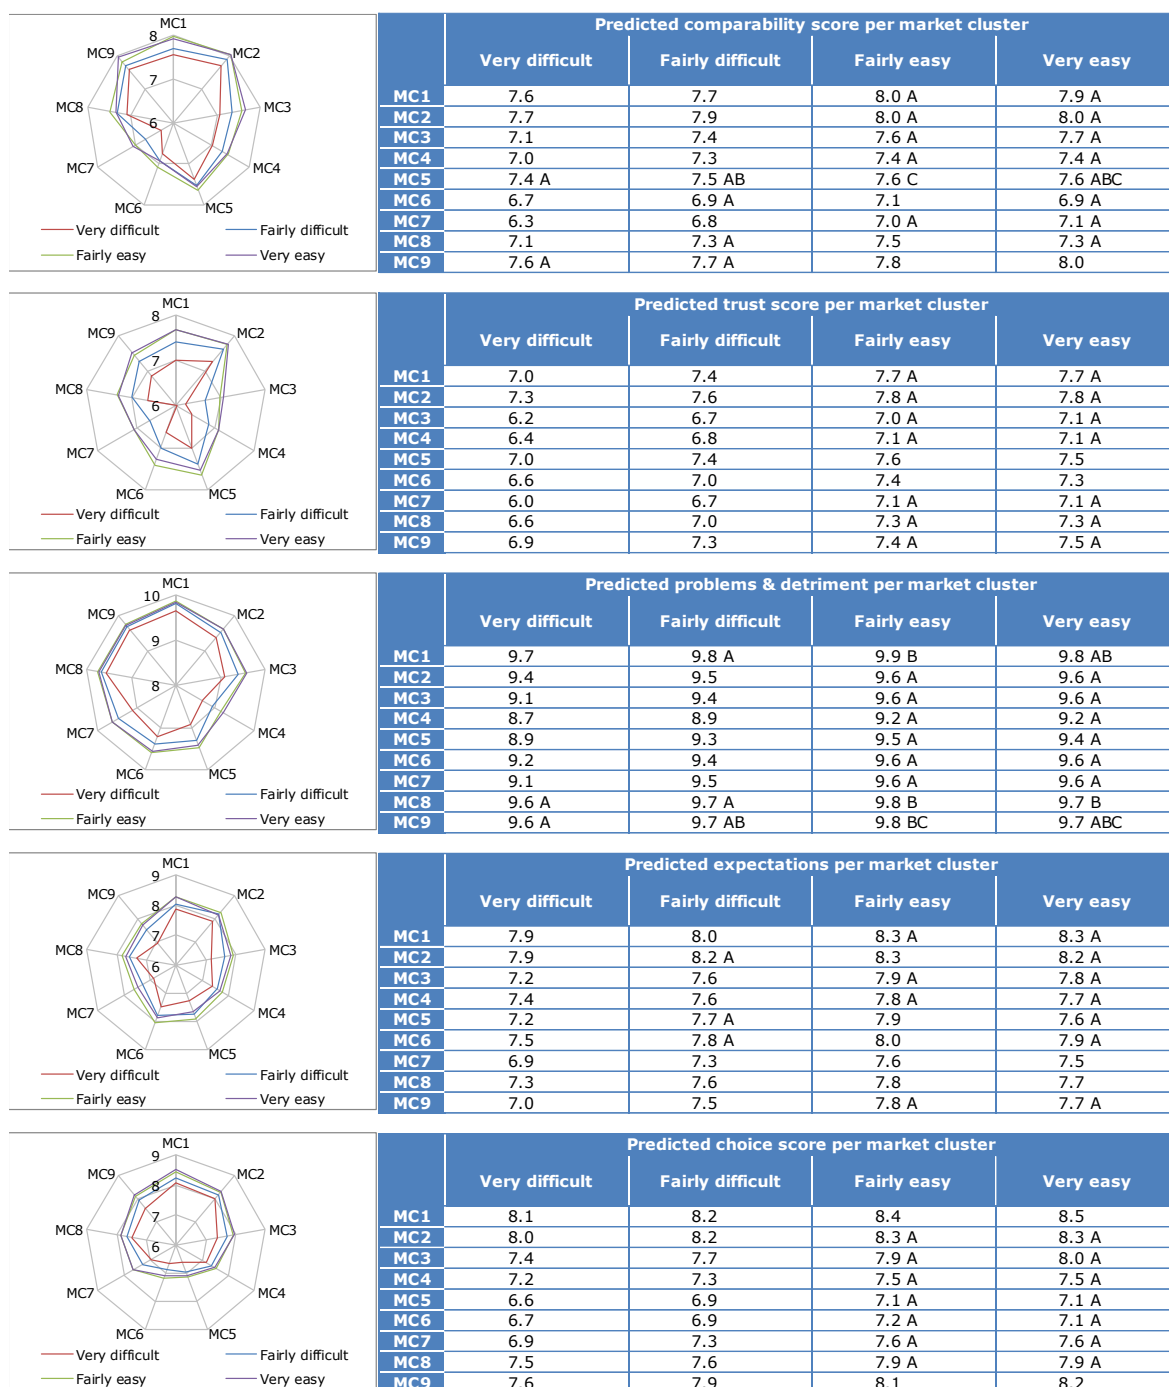 MC1
8
MC9
MC2
7
MC8
MC3
6
MC7
MC4
MC6
MC5
Very difficult
Fairly difficult
Fairly easy
Very easy
Predicted comparability score per market cluster
Very difficult Fairly difficult Fairly easy Very easy
MC1 7.6 7.7 8.0 A 7.9 A
MC2 7.7 7.9 8.0 A 8.0 A
MC3 7.1 7.4 7.6 A 7.7 A
MC4 7.0 7.3 7.4 A 7.4 A
MC5 7.4 A 7.5 AB 7.6 C 7.6 ABC
MC6 6.7 6.9 A 7.1 6.9 A
MC7 6.3 6.8 7.0 A 7.1 A
MC8 7.1 7.3 A 7.5 7.3 A
MC9 7.6 A 7.7 A 7.8 8.0
MC1
8
MC9
MC2
7
MC8
MC3
6
MC7
MC4
MC6
MC5
Very difficult
Fairly difficult
Fairly easy
Very easy
Predicted trust score per market cluster
Very difficult Fairly difficult Fairly easy Very easy
MC1 7.0 7.4 7.7 A 7.7 A
MC2 7.3 7.6 7.8 A 7.8 A
MC3 6.2 6.7 7.0 A 7.1 A
MC4 6.4 6.8 7.1 A 7.1 A
MC5 7.0 7.4 7.6 7.5
MC6 6.6 7.0 7.4 7.3
MC7 6.0 6.7 7.1 A 7.1 A
MC8 6.6 7.0 7.3 A 7.3 A
MC9 6.9 7.3 7.4 A 7.5 A
MC1
10
MC9
MC2
9
MC8
MC3
8
MC7
MC4
MC6
MC5
Very difficult
Fairly difficult
Fairly easy
Very easy
Predicted problems & detriment per market cluster
Very difficult Fairly difficult Fairly easy Very easy
MC1 9.7 9.8 A 9.9 B 9.8 AB
MC2 9.4 9.5 9.6 A 9.6 A
MC3 9.1 9.4 9.6 A 9.6 A
MC4 8.7 8.9 9.2 A 9.2 A
MC5 8.9 9.3 9.5 A 9.4 A
MC6 9.2 9.4 9.6 A 9.6 A
MC7 9.1 9.5 9.6 A 9.6 A
MC8 9.6 A 9.7 A 9.8 B 9.7 B
MC9 9.6 A 9.7 AB 9.8 BC 9.7 ABC
MC1
9
MC9
MC2
8
7
MC8
MC3
6
MC7
MC4
MC6
MC5
Very difficult
Fairly difficult
Fairly easy
Very easy
Predicted expectations per market cluster
Very difficult Fairly difficult Fairly easy Very easy
MC1 7.9 8.0 8.3 A 8.3 A
MC2 7.9 8.2 A 8.3 8.2 A
MC3 7.2 7.6 7.9 A 7.8 A
MC4 7.4 7.6 7.8 A 7.7 A
MC5 7.2 7.7 A 7.9 7.6 A
MC6 7.5 7.8 A 8.0 7.9 A
MC7 6.9 7.3 7.6 7.5
MC8 7.3 7.6 7.8 7.7
MC9 7.0 7.5 7.8 A 7.7 A
MC1
9
MC9
MC2
8
7
MC8
MC3
6
MC7
MC4
MC6
MC5
Very difficult
Fairly difficult
Fairly easy
Very easy
Predicted choice score per market cluster
Very difficult Fairly difficult Fairly easy Very easy
MC1 8.1 8.2 8.4 8.5
MC2 8.0 8.2 8.3 A 8.3 A
MC3 7.4 7.7 7.9 A 8.0 A
MC4 7.2 7.3 7.5 A 7.5 A
MC5 6.6 6.9 7.1 A 7.1 A
MC6 6.7 6.9 7.2 A 7.1 A
MC7 6.9 7.3 7.6 A 7.6 A
MC8 7.5 7.6 7.9 A 7.9 A
MC9 7.6 7.9 8.1 8.2